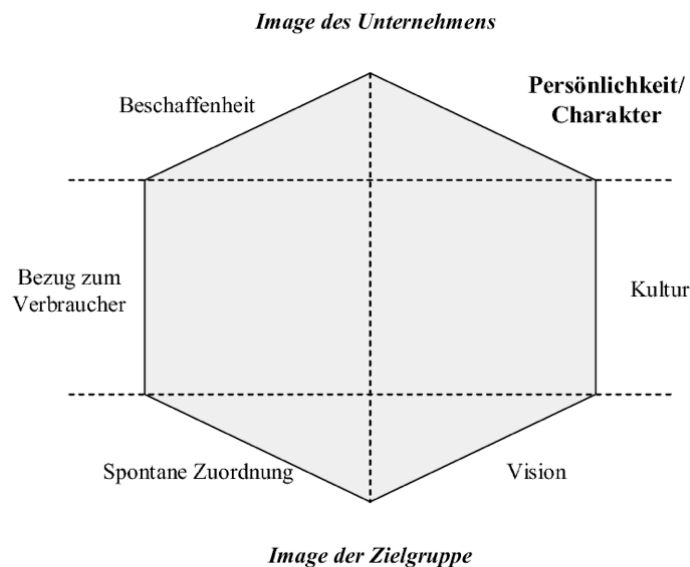 Image des Unternehmens
Beschaffenheit
Persönlichkeit/
Charakter
Bezug zum
Verbraucher
Kultur
Spontane Zuordnung
Vision
Image der Zielgruppe